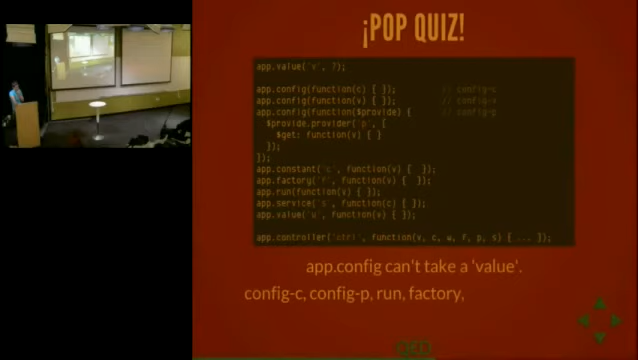 ¡POP QUIZ!
app.value('v', 7);
app.config(function(c) { });    // config-c
app.config(function(v) { });    // config-v
app.config(function($provide) {    // config-p
$provide.provider('p', {
$get: function(v) { }
});
});
app.constant('c', function(v) { });
app.factory('f', function(v) { });
app.run(function(v) { });
app.service('s', function(c) { });
app.value('u', function(v) { });
app.controller('ctrl', function(v, c, u, f, p, s) { ... });
app.config can't take a 'value'.
config-c, config-p, run, factory,